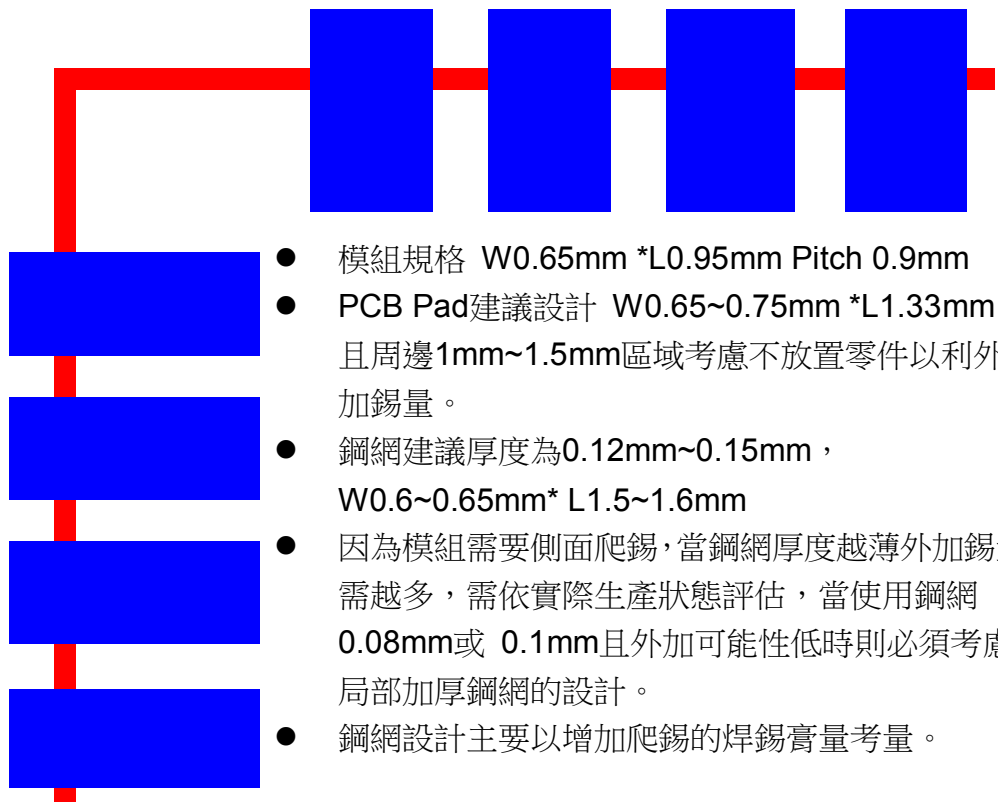 ● 模組規格 W0.65mm *L0.95mm Pitch 0.9mm
● PCB Pad建議設計 W0.65~0.75mm *L1.33mm
且周邊1mm~1.5mm區域考慮不放置零件以利外
加錫量。
● 鋼網建議厚度為0.12mm~0.15mm,
W0.6~0.65mm* L1.5~1.6mm
● 因為模組需要側面爬錫,當鋼網厚度越薄外加錫
需越多,需依實際生產狀態評估,當使用鋼網
0.08mm或 0.1mm且外加可能性低時則必須考慮
局部加厚鋼網的設計。
● 鋼網設計主要以增加爬錫的焊錫膏量考量。